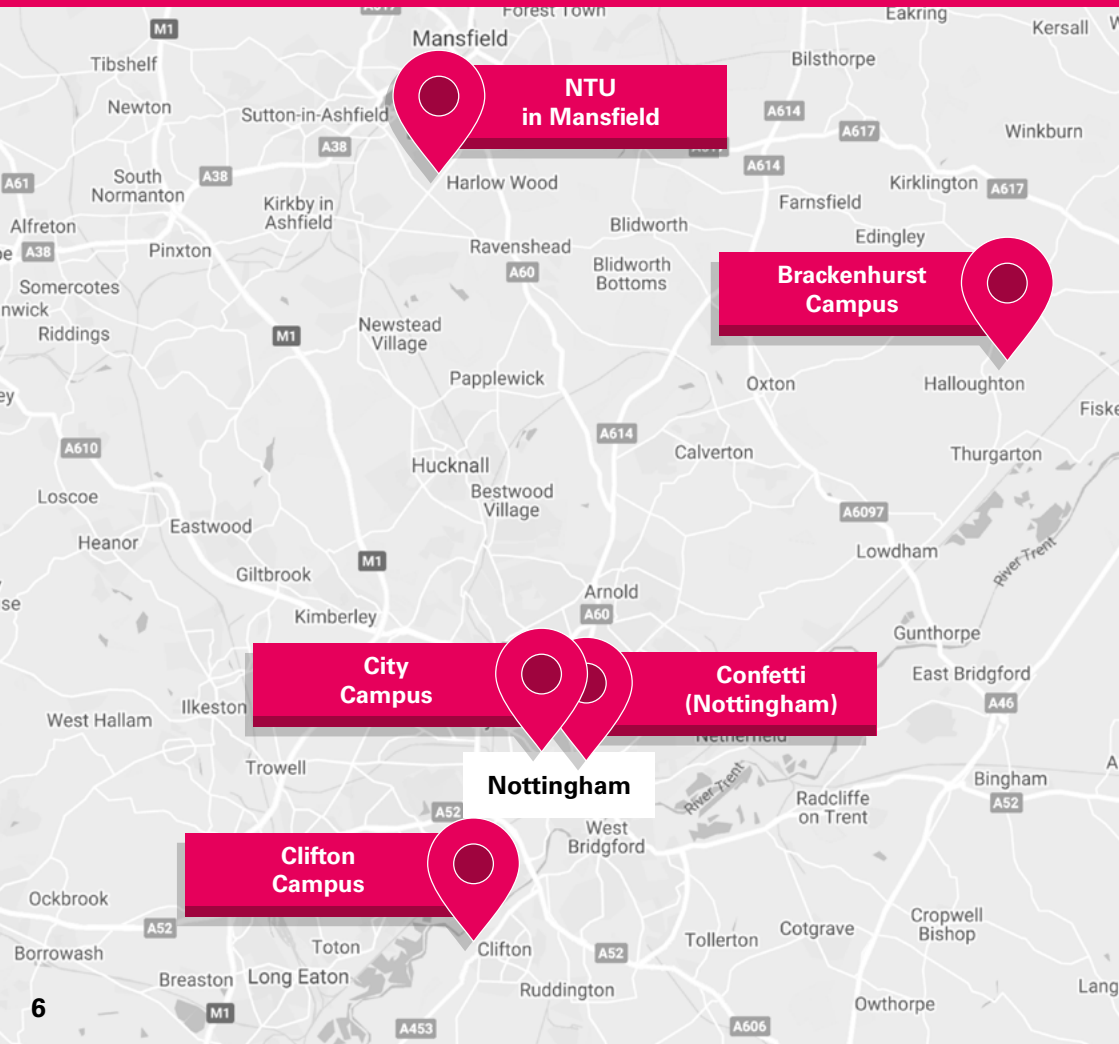 Forest Town
Eakring
Kersall
M1
Mansfield
Tibshelf
Bilsthorpe
NTU
in Mansfield
Newton
Sutton-in-Ashfield
A614
A617
Winkburn
A38
A614
A61
South
Normanton
A38
Harlow Wood
Kirklington
A617
Kirkby in
Ashfield
Farnsfield
Alfreton
Blidworth
Edingley
A38
Pinxton
Ravenshead
A60
Blidworth
Bottoms
Brackenhurst
Campus
Somercotes
nwick
Riddings
M1
Newstead
Village
Papplewick
Oxton
Halloughton
ey
Fiske
A614
A610
Calverton
Thurgarton
Hucknall
Loscoe
Bestwood
Village
Eastwood
A6097
Heanor
Lowdham
M1
River Trent
Giltbrook
Arnold
se
Kimberley
A60
Gunthorpe
City
Campus
Confetti
(Nottingham)
East Bridgford
Ilkeston
A46
West Hallam
Netherfield
Trowell
Nottingham
River Trent
Bingham
A52
Radcliffe
on Trent
A52
West
Bridgford
Clifton
Campus
Ockbrook
A52
Cropwell
Bishop
Cotgrave
Tollerton
Toton
Clifton
A52
Borrowash
Breaston
Long Eaton
Ruddington
Lang
6
M1
Owthorpe
A453
A606